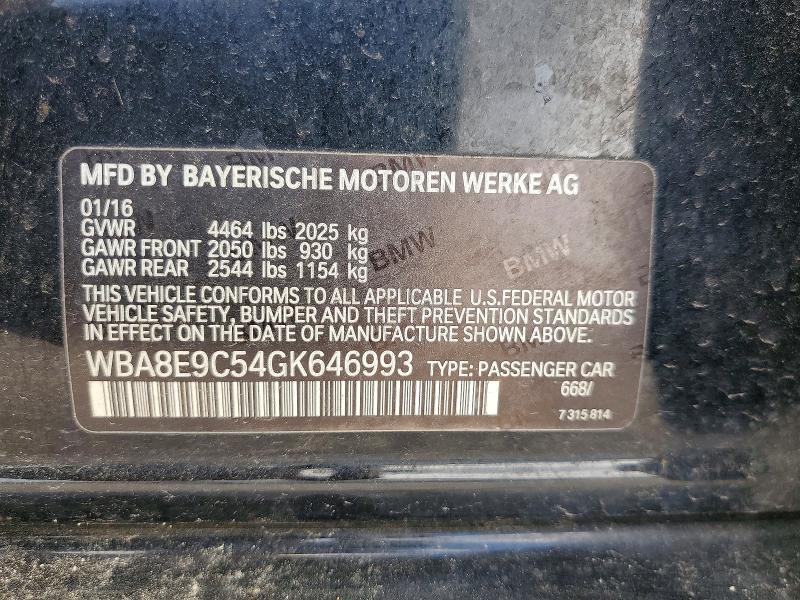 MFD BY BAYERISCHE MOTOREN WERKE AG
01/16
GVWR 4464 lbs 2025 kg
GAWR FRONT 2050 lbs 930 kg
GAWR REAR 2544 lbs 1154 kg
THIS VEHICLE CONFORMS TO ALL APPLICABLE U.S.FEDERAL MOTOR
VEHICLE SAFETY, BUMPER AND THEFT PREVENTION STANDARDS
IN EFFECT ON THE DATE OF MANUFACTURE SHOWN ABOVE.
WBA8E9C54GK646993 TYPE: PASSENGER CAR
668/
7 315 814
BMW
BMW